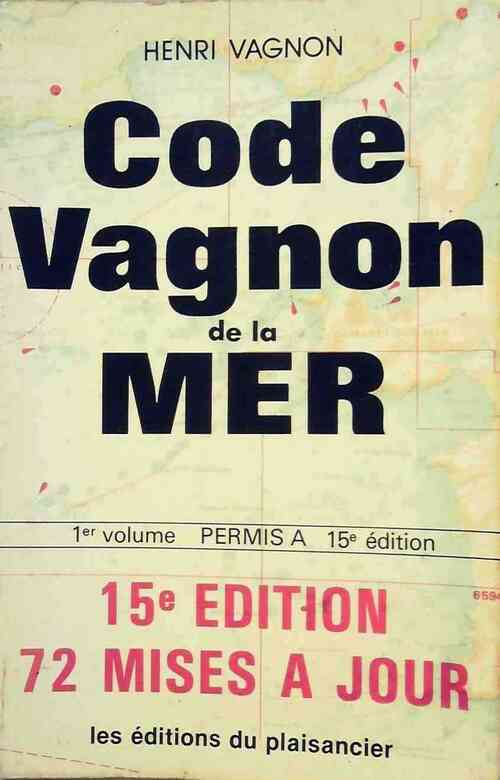 HENRI VAGNON
Code
Vagnon
de la
MER
1er volume PERMIS A 15e édition
15e EDITION
72 MISES A JOUR
les éditions du plaisancier